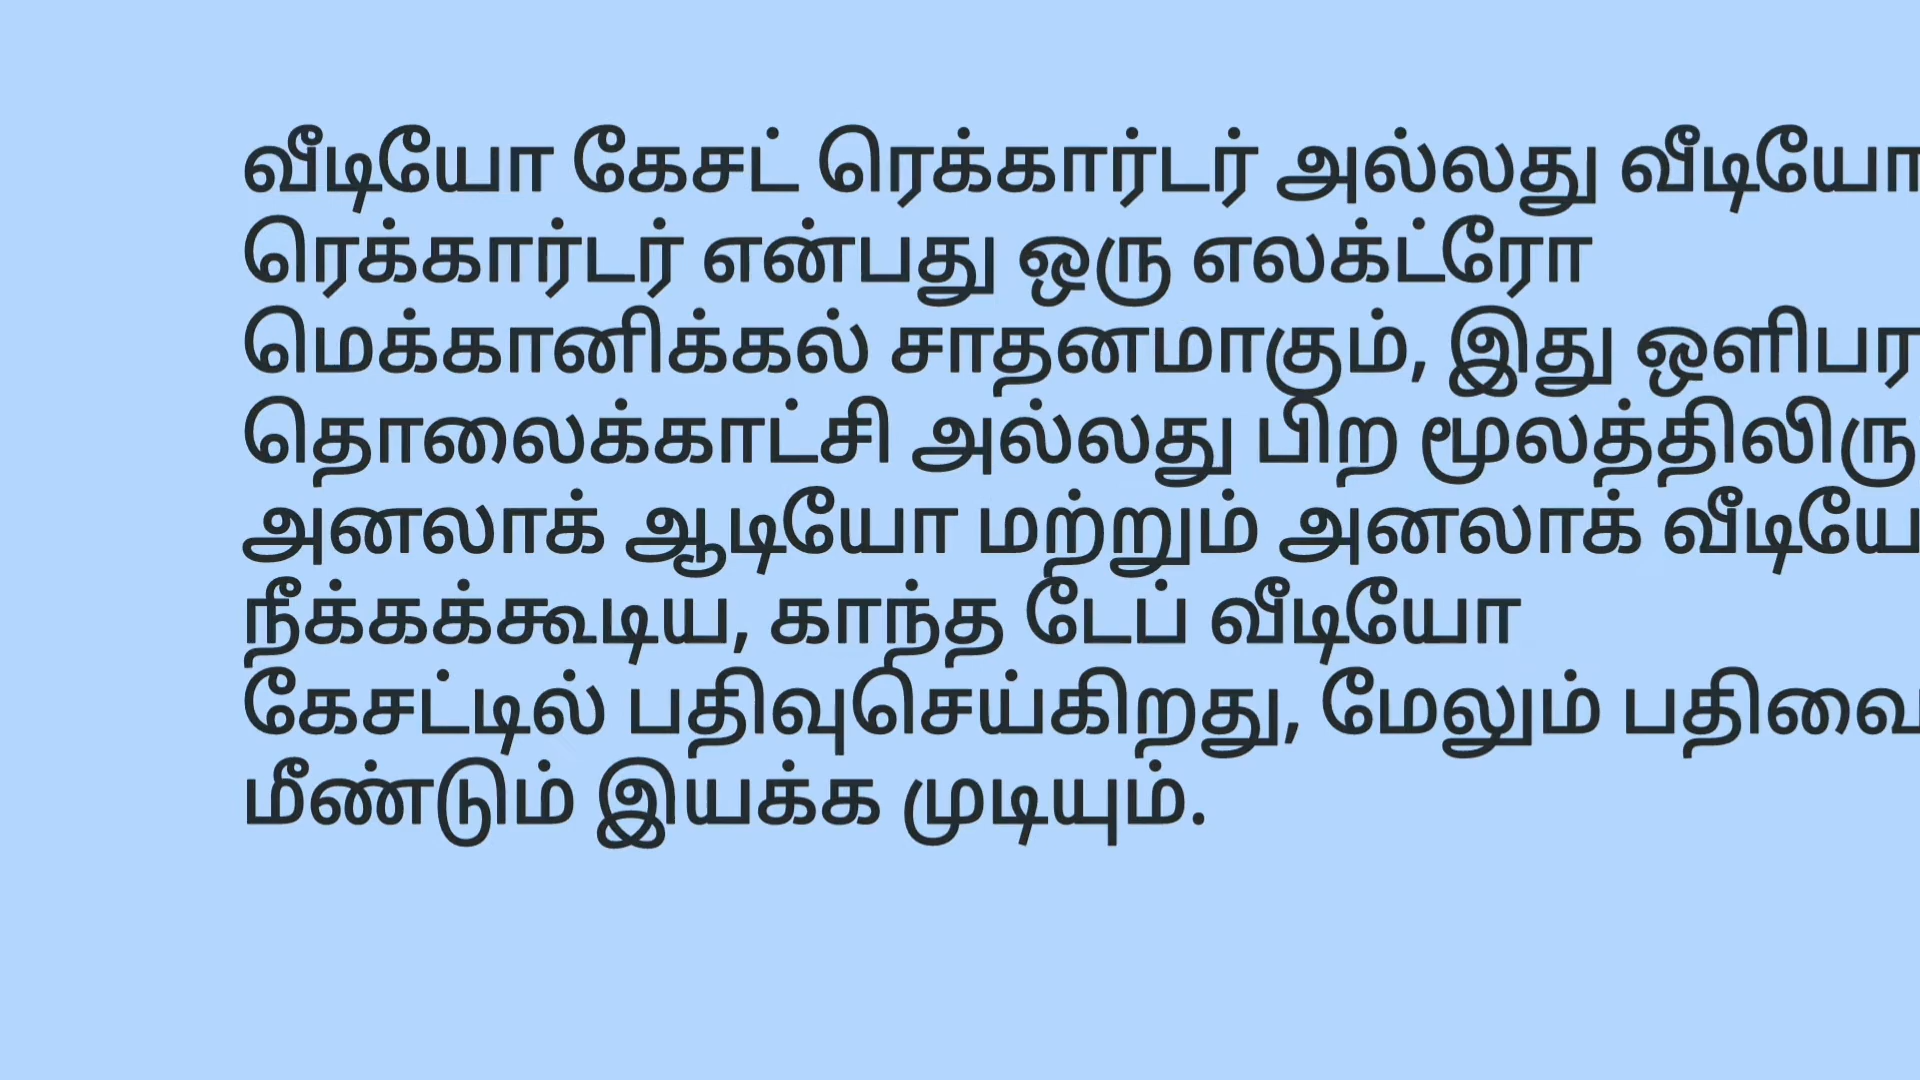 வீடியோ கேசட் ரெக்கார்டர் அல்லது வீடியோ
ரெக்கார்டர் என்பது ஒரு எலக்ட்ரோ
மெக்கானிக்கல் சாதனமாகும், இது
தொலைக்காட்சி அல்லது பிற
அனலாக் ஆடியோ மற்றும் அனலாக்
நீக்கக்கூடிய, காந்த டேப் வீடியோ
கேசட்டில் பதிவுசெய்கிறது, மேலும்
மீண்டும் இயக்க முடியும்.